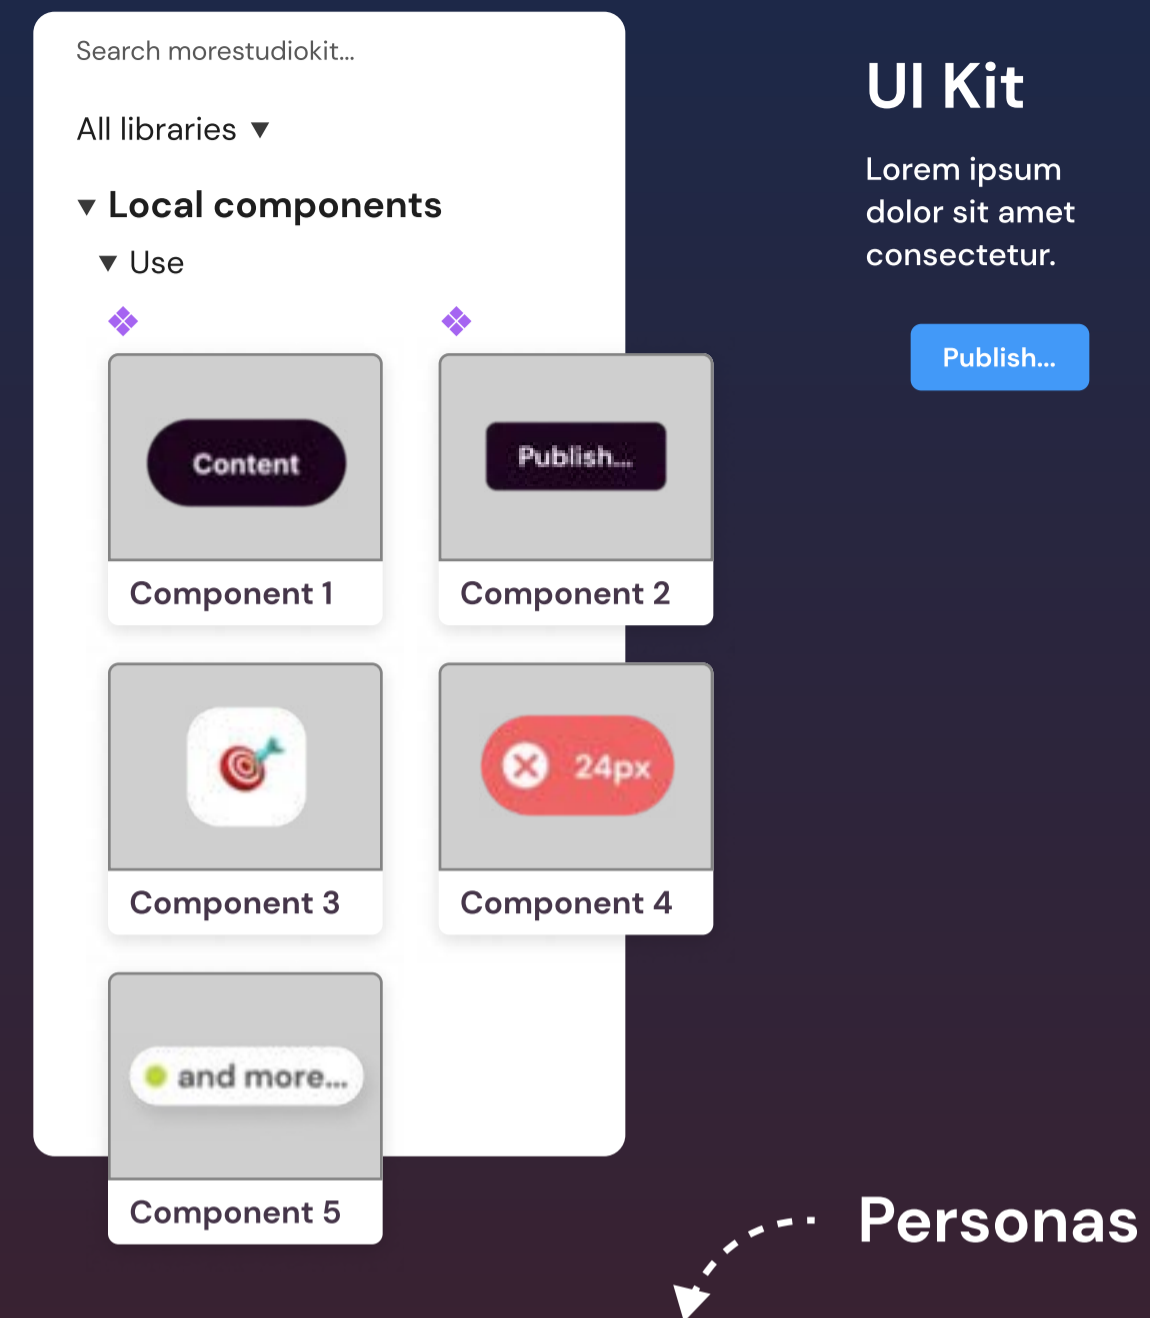 Search morestudiokit...
All libraries
Local components
Use
Content
Component 1
Publish...
Component 2
Component 3
24px
Component 4
and more...
Component 5
UI Kit
Lorem ipsum
dolor sit amet
consectetur.
Publish...
Personas